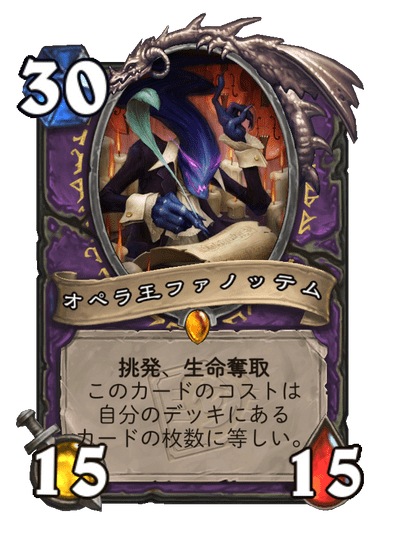 30
オペラ王ファノッテム
挑発、生命奪取
このカードのコストは
自分のデッキにある
カードの枚数に等しい。
15
15